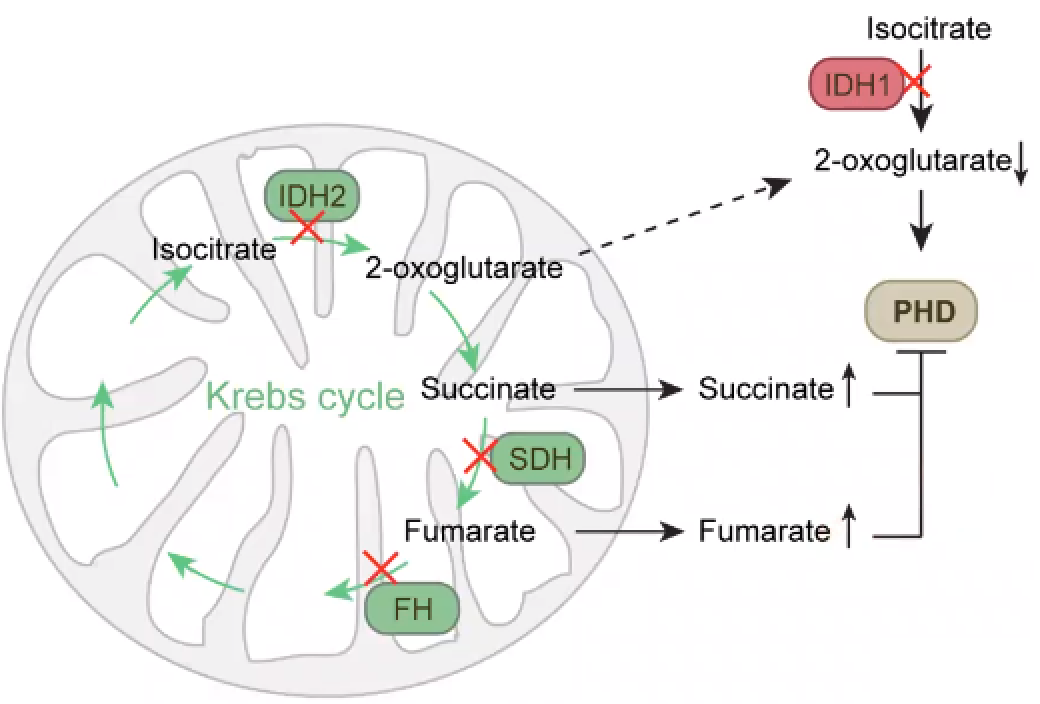 Isocitrate
IDH1
2-oxoglutarate
IDH2
Isocitrate
2-oxoglutarate
PHD
Krebs cycle
Succinate
Succinate
SDH
Fumarate
Fumarate
FH